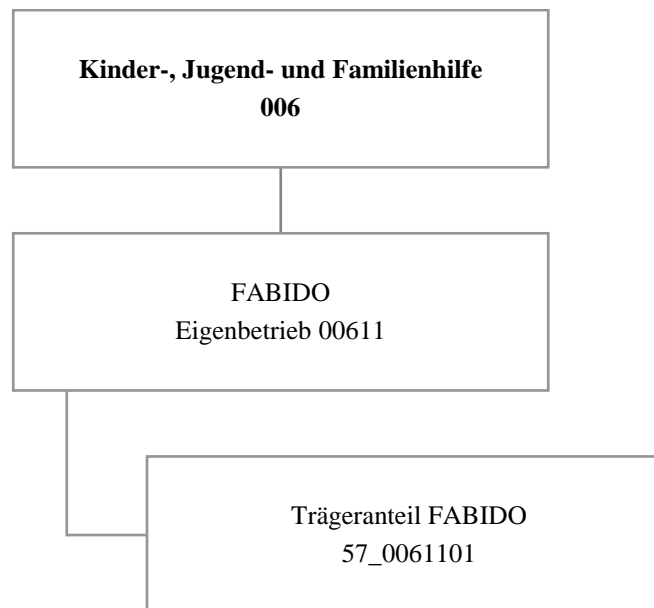 Kinder-, Jugend- und Familienhilfe
006
FABIDO
Eigenbetrieb 00611
Trägeranteil FABIDO
57_0061101